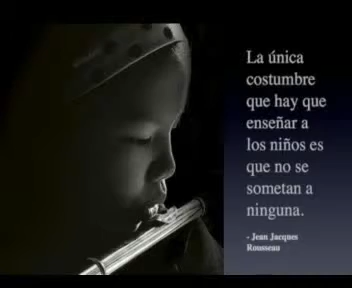 La única
costumbre
que hay que
enseñar a
los niños es
que no se
sometan a
ninguna.
- Jean Jacques
Rousseau